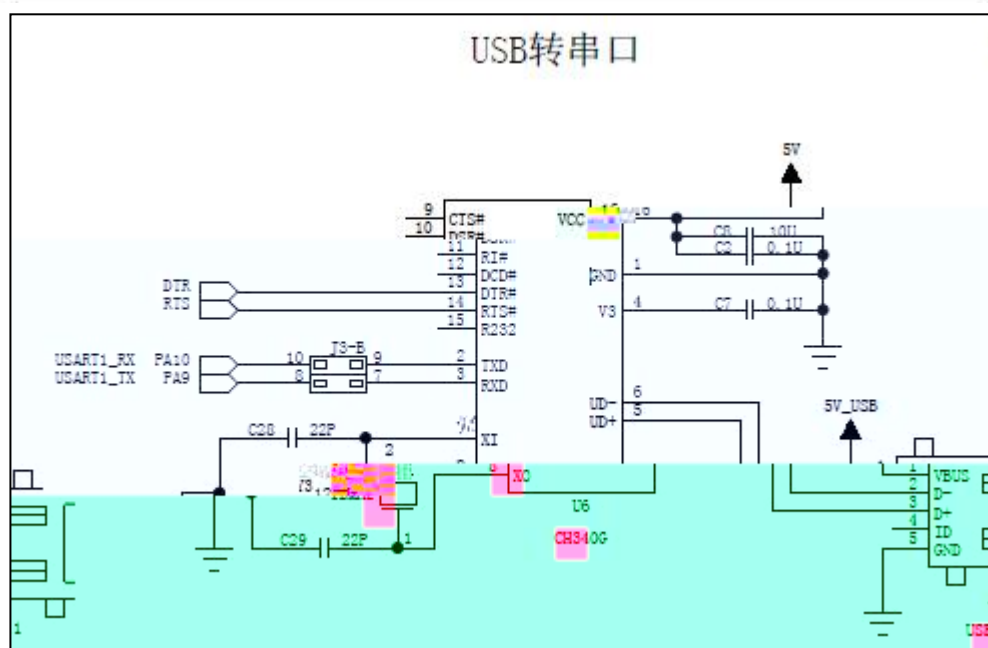 USB转串口
5V
9 CTS# VCC
10
C8 10U
C2 0.1U
11 RI#
12 DCD# GND 1
DTR 13 DTR#
RTS 14 RTS# V3 4 C7 0.1U
15 R232
J3-B
USART1_RX PA10 10 9 2 TXD
USART1_TX PA9 8 7 3 RXD
UD- 6
UD+ 5
5V_USB
C28 22P XI
2
XO
1 VBUS
2 D-
3 D+
4 ID
5 GND
U6
C29 22P 1
CH340G
1
USB